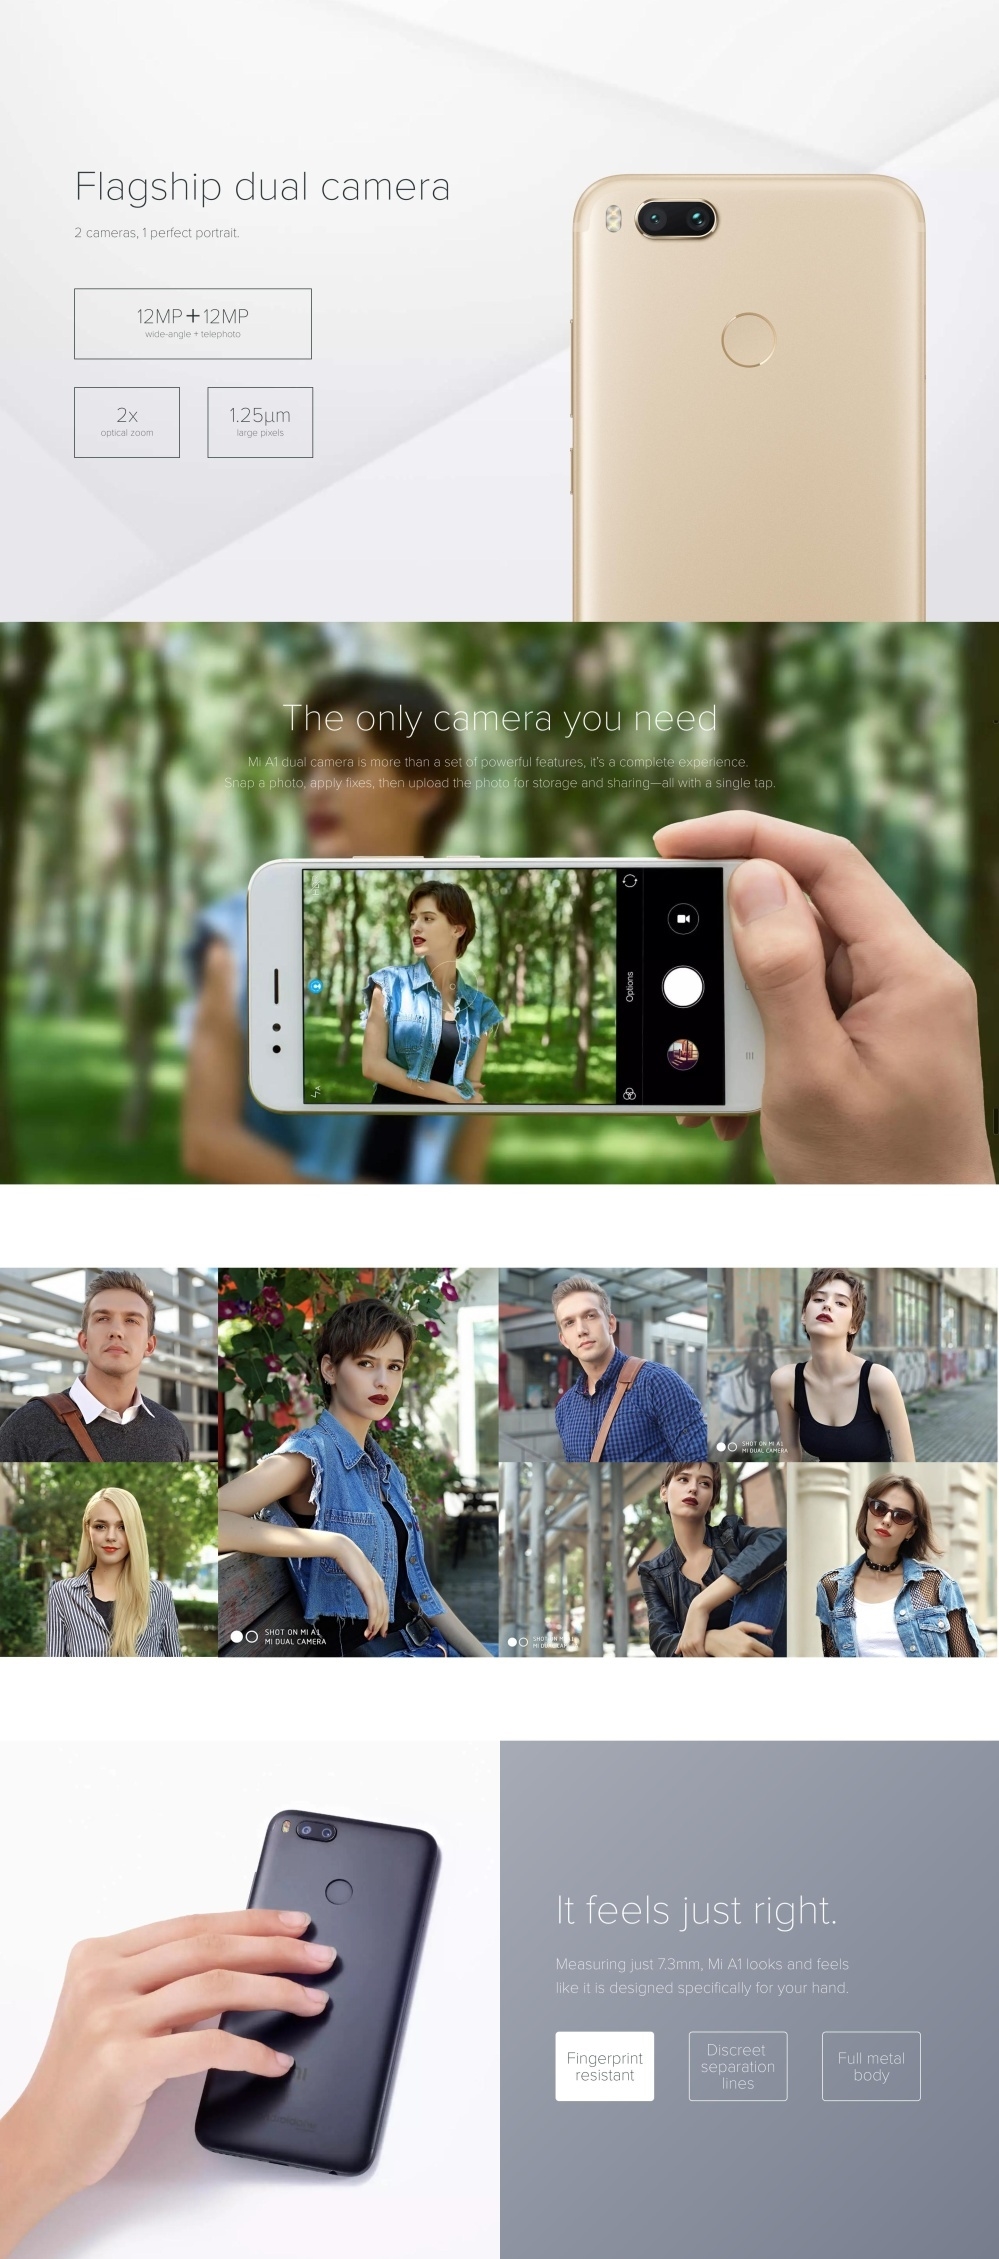 Flagship dual camera
2 cameras, 1 perfect portrait.
12MP+12MP
wide-angle + telephoto
2x
optical zoom
1.25µm
large pixels
The only camera you need
Mi A1 dual camera is more than a set of powerful features, it's a complete experience.
Snap a photo, apply fixes, then upload the photo for storage and sharing—all with a single tap.
Options
SHOT ON MI A1
MI DUAL CAMERA
SHOT ON MI A1
MI DUAL CAMERA
SHOT ON MI A1
MI DUAL CAMERA
It feels just right.
Measuring just 7.3mm, Mi A1 looks and feels
like it is designed specifically for your hand.
Fingerprint
resistant
Discreet
separation
lines
Full metal
body